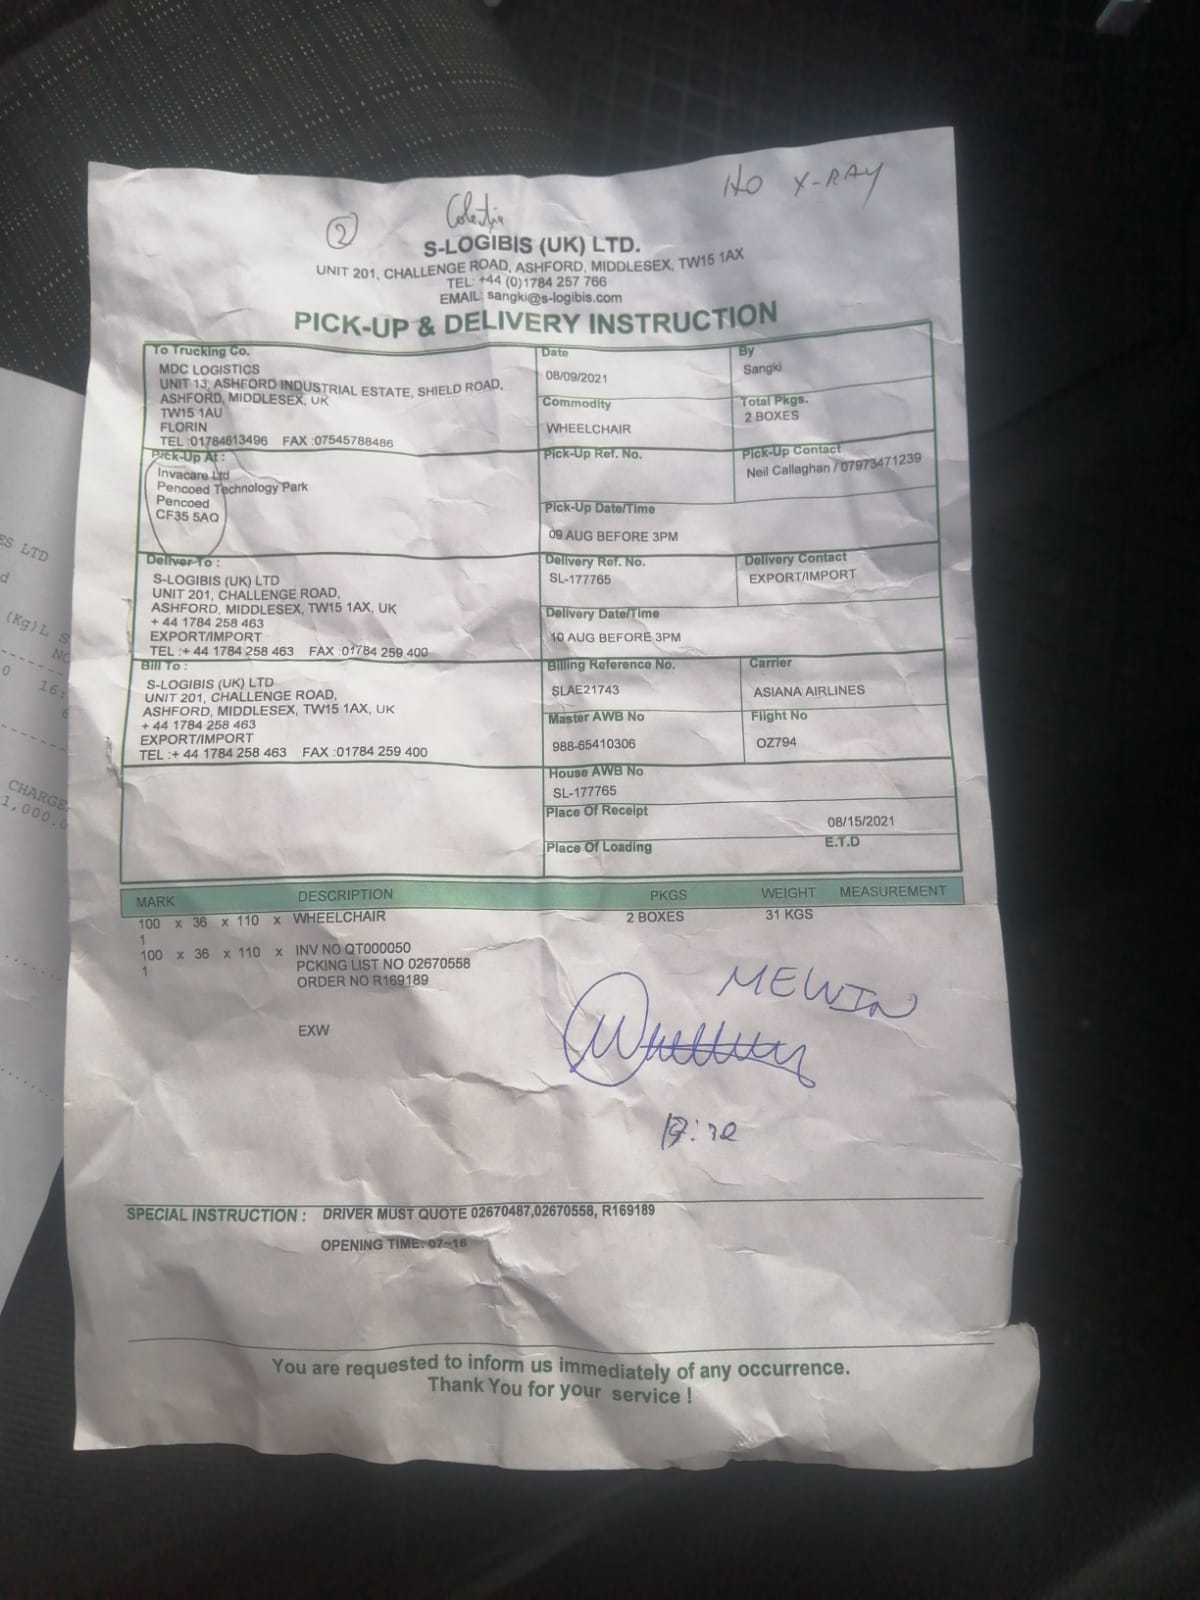 NO X-RAY
2
S-LOGIBIS (UK) LTD.
UNIT 201, CHALLENGE ROAD, ASHFORD, MIDDLESEX, TW15 1AX
TEL: +44 (0)1784 257 766
EMAIL: sangki@s-logibis.com
PICK-UP & DELIVERY INSTRUCTION
To Trucking Co.
MDC LOGISTICS
UNIT 13, ASHFORD INDUSTRIAL ESTATE, SHIELD ROAD,
ASHFORD, MIDDLESEX, UK
TW15 1AU
FLORIN
TEL :01784613496 FAX :07545788486
Date
08/09/2021
By
Sangki
Commodity
WHEELCHAIR
Total Pkgs.
2 BOXES
Pick-Up At :
Invacare Ltd
Pencoed Technology Park
Pencoed
CF35 5AQ
Pick-Up Ref. No.
Pick-Up Contact
Neil Callaghan / 07973471239
Pick-Up Date/Time
09 AUG BEFORE 3PM
Deliver To :
S-LOGIBIS (UK) LTD
UNIT 201, CHALLENGE ROAD,
ASHFORD, MIDDLESEX, TW15 1AX, UK
+ 44 1784 258 463
EXPORT/IMPORT
TEL :+ 44 1784 258 463 FAX :01784 259 400
Delivery Ref. No.
SL-177765
Delivery Contact
EXPORT/IMPORT
Delivery Date/Time
10 AUG BEFORE 3PM
Bill To :
S-LOGIBIS (UK) LTD
UNIT 201, CHALLENGE ROAD,
ASHFORD, MIDDLESEX, TW15 1AX, UK
+ 44 1784 258 463
EXPORT/IMPORT
TEL :+ 44 1784 258 463 FAX :01784 259 400
Billing Reference No.
SLAE21743
Carrier
ASIANA AIRLINES
Master AWB No
988-65410306
Flight No
OZ794
House AWB No
SL-177765
Place Of Receipt
08/15/2021
Place Of Loading
E.T.D
MARK DESCRIPTION PKGS WEIGHT MEASUREMENT
100 x 36 x 110 x WHEELCHAIR 2 BOXES 31 KGS
1
100 x 36 x 110 x INV NO QT000050
1 PCKING LIST NO 02670558
ORDER NO R169189
EXW
MEWIN
SPECIAL INSTRUCTION : DRIVER MUST QUOTE 02670487,02670558, R169189
OPENING TIME: 07~16
You are requested to inform us immediately of any occurrence.
Thank You for your service !
ES LTD
d
(Kg)L S
NO
0 16:
CHARGE
1,000.0